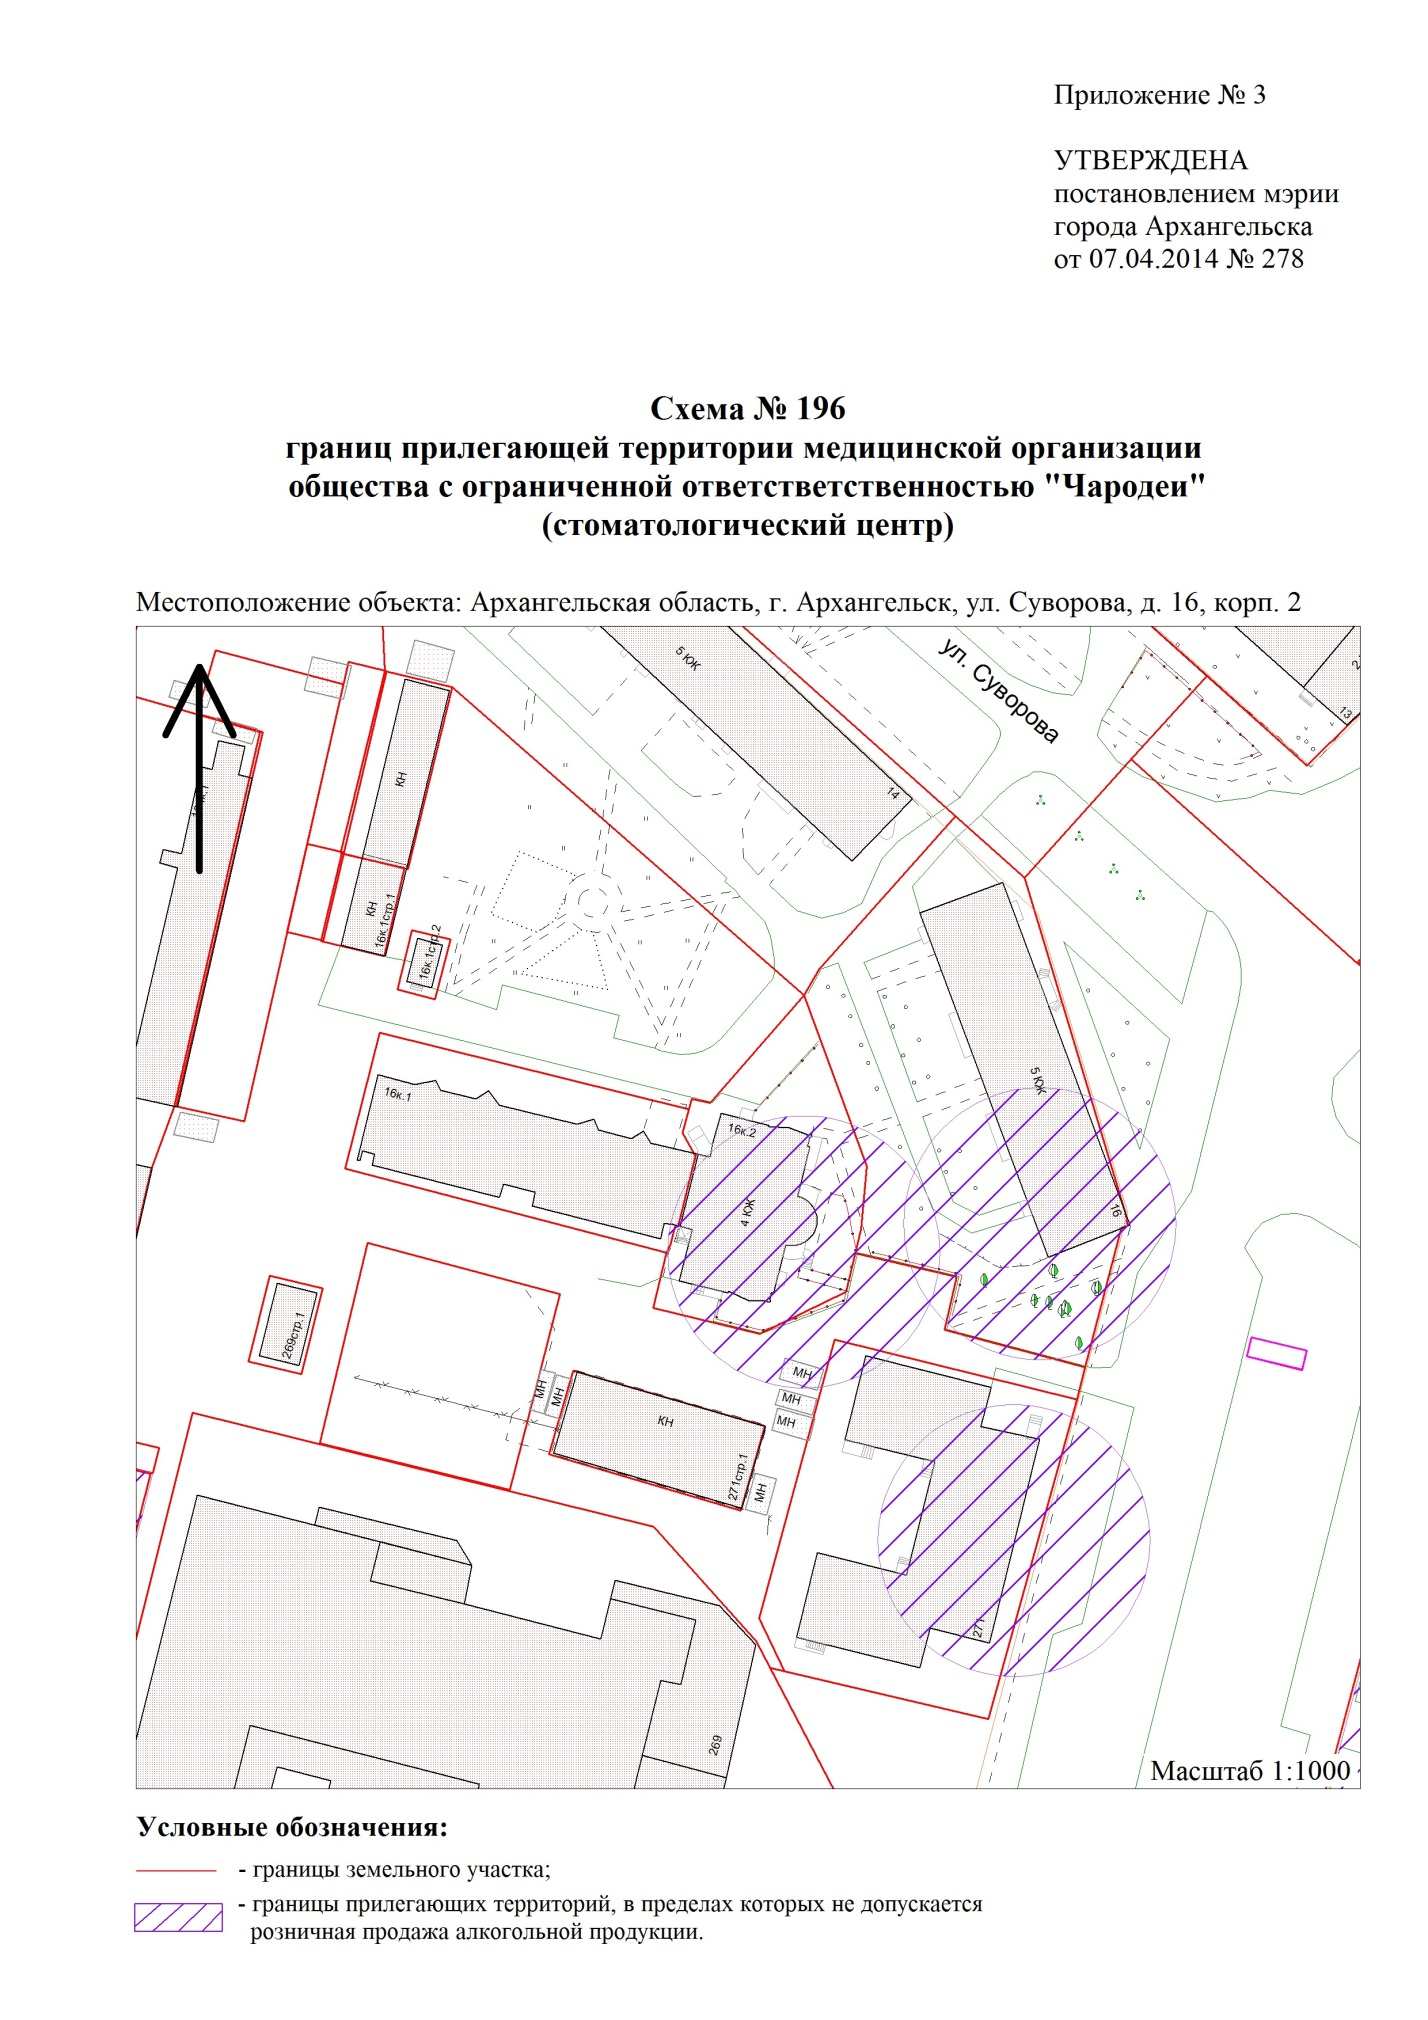 Приложение № 3
УТВЕРЖДЕНА
постановлением мэрии
города Архангельска
от 07.04.2014 № 278
Схема № 196
границ прилегающей территории медицинской организации
общества с ограниченной ответстветственностью "Чародеи"
(стоматологический центр)
Местоположение объекта: Архангельская область, г. Архангельск, ул. Суворова, д. 16, корп. 2
5 КЖ
ул. Суворова
13
14
КН
КН
16к.1стр.1
16к.1стр.2
5 КЖ
16
16к.1
16к.2
4 КЖ
269стр.1
МН
МН
КН
271стр.1
МН
МН
МН
МН
271
269
Масштаб 1:1000
Условные обозначения:
- границы земельного участка;
- границы прилегающих территорий, в пределах которых не допускается
розничная продажа алкогольной продукции.